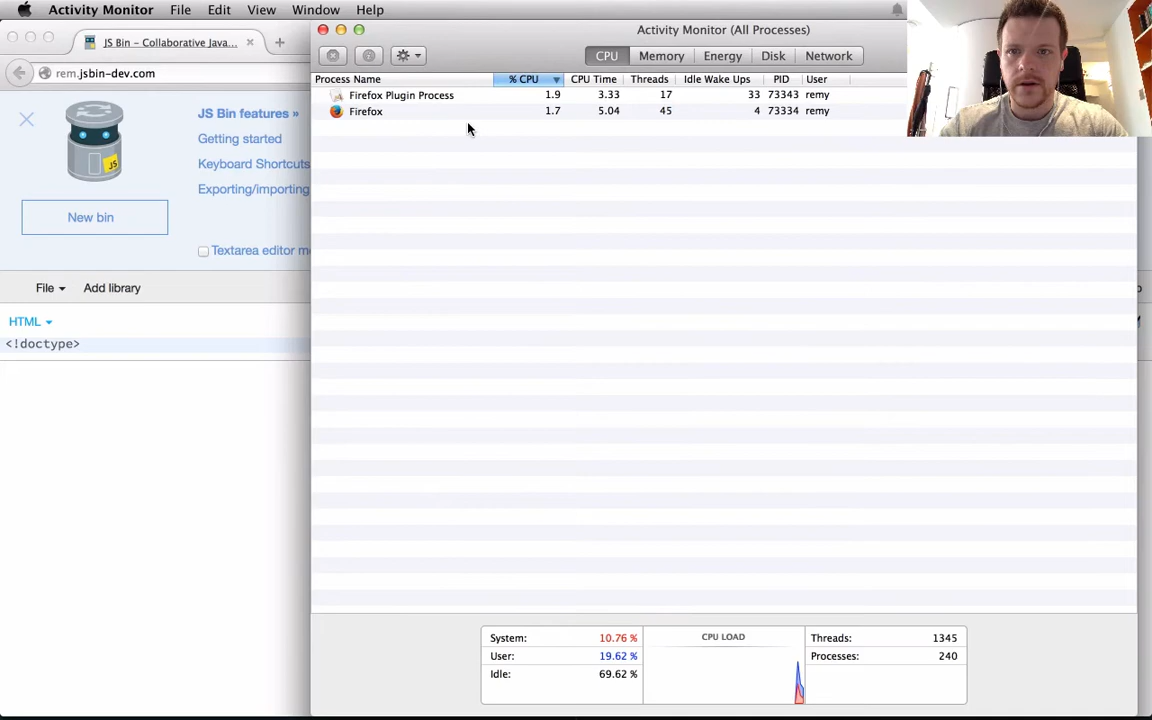 Activity Monitor File Edit View Window Help
JS Bin - Collaborative Java...
Activity Monitor (All Processes)
rem.jsbin-dev.com
CPU Memory Energy Disk Network
Process Name % CPU CPU Time Threads Idle Wake Ups PID User
Firefox Plugin Process 1.9 3.33 17 33 73343 remy
Firefox 1.7 5.04 45 4 73334 remy
JS
JS Bin features »
Getting started
Keyboard Shortcuts
Exporting/importing
New bin
Textarea editor m
File Add library
HTML
<!doctype>
System: 10.76 %
User: 19.62 %
Idle: 69.62 %
CPU LOAD
Threads: 1345
Processes: 240